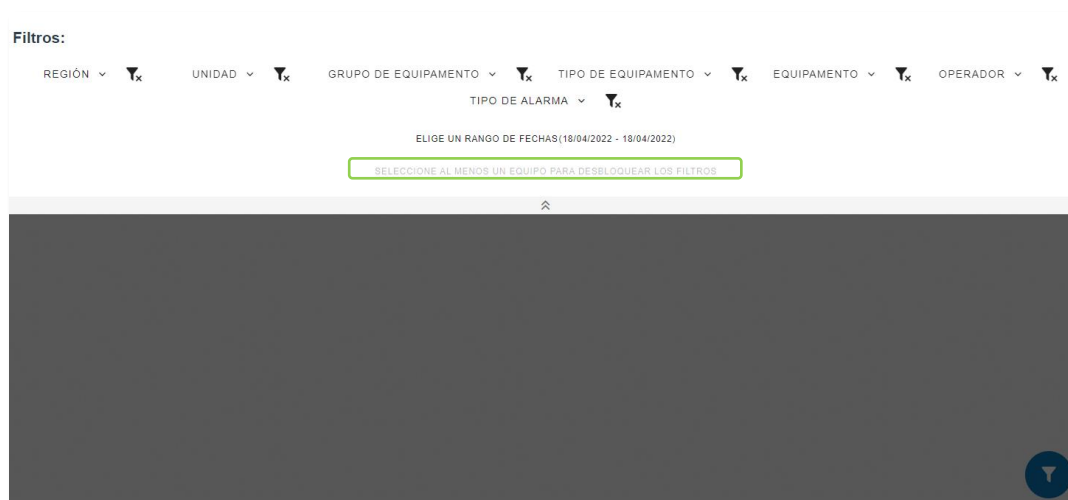 Filtros:
REGIÓN UNIDAD GRUPO DE EQUIPAMENTO TIPO DE EQUIPAMENTO EQUIPAMENTO OPERADOR
TIPO DE ALARMA
ELIGE UN RANGO DE FECHAS(18/04/2022 - 18/04/2022)
SELECCIONE AL MENOS UN EQUIPO PARA DESBLOQUEAR LOS FILTROS